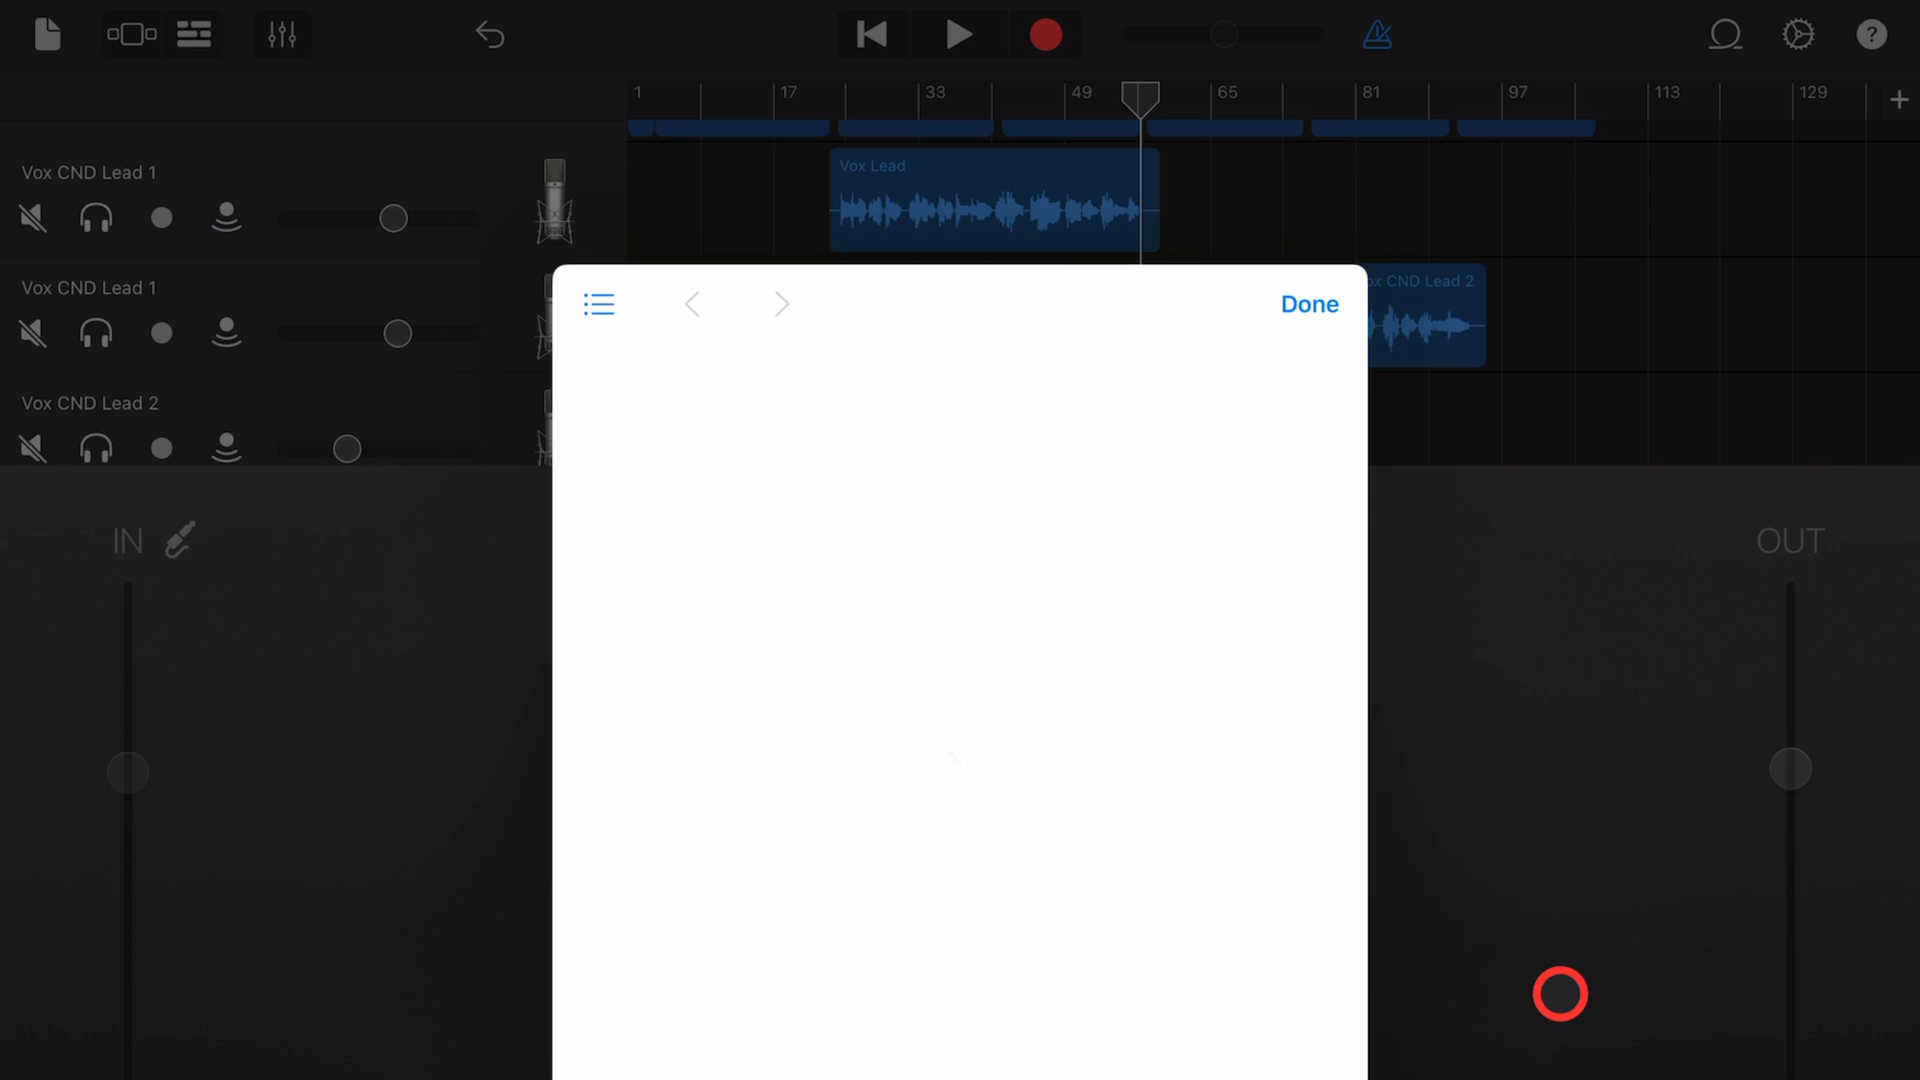 ?
1 17 33 49 65 81 97 113 129 +
Vox CND Lead 1
Vox Lead
Vox CND Lead 1
Done
ox CND Lead 2
Vox CND Lead 2
IN
OUT